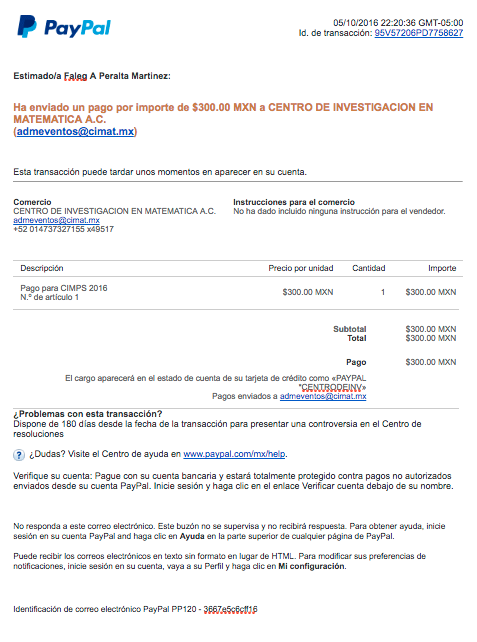 PayPal
05/10/2016 22:20:36 GMT-05:00
Id. de transacción: 95V57206PD7758627
Estimado/a Faleg A Peralta Martinez:
Ha enviado un pago por importe de $300.00 MXN a CENTRO DE INVESTIGACION EN
MATEMATICA A.C.
(admeventos@cimat.mx)
Esta transacción puede tardar unos momentos en aparecer en su cuenta.
Comercio
CENTRO DE INVESTIGACION EN MATEMATICA A.C.
admeventos@cimat.mx
+52 014737327155 x49517
Instrucciones para el comercio
No ha dado incluido ninguna instrucción para el vendedor.
Descripción Precio por unidad Cantidad Importe
Pago para CIMPS 2016
N.º de artículo 1
$300.00 MXN 1 $300.00 MXN
Subtotal $300.00 MXN
Total $300.00 MXN
Pago $300.00 MXN
El cargo aparecerá en el estado de cuenta de su tarjeta de crédito como «PAYPAL
*CENTRODEINV»
Pagos enviados a admeventos@cimat.mx
¿Problemas con esta transacción?
Dispone de 180 días desde la fecha de la transacción para presentar una controversia en el Centro de
resoluciones
? ¿Dudas? Visite el Centro de ayuda en www.paypal.com/mx/help.
Verifique su cuenta: Pague con su cuenta bancaria y estará totalmente protegido contra pagos no autorizados
enviados desde su cuenta PayPal. Inicie sesión y haga clic en el enlace Verificar cuenta debajo de su nombre.
No responda a este correo electrónico. Este buzón no se supervisa y no recibirá respuesta. Para obtener ayuda, inicie
sesión en su cuenta PayPal and haga clic en Ayuda en la parte superior de cualquier página de PayPal.
Puede recibir los correos electrónicos en texto sin formato en lugar de HTML. Para modificar sus preferencias de
notificaciones, inicie sesión en su cuenta, vaya a su Perfil y haga clic en Mi configuración.
Identificación de correo electrónico PayPal PP120 - 3667e5c6cff16